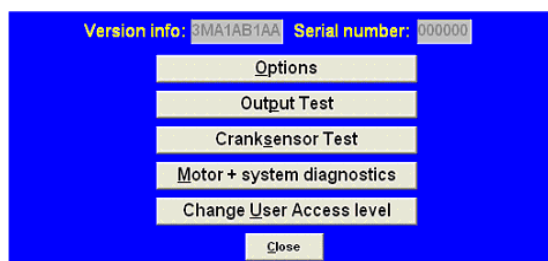 Version info: 3MA1AB1AA Serial number: 000000
Options
Output Test
Cranksensor Test
Motor + system diagnostics
Change User Access level
Close